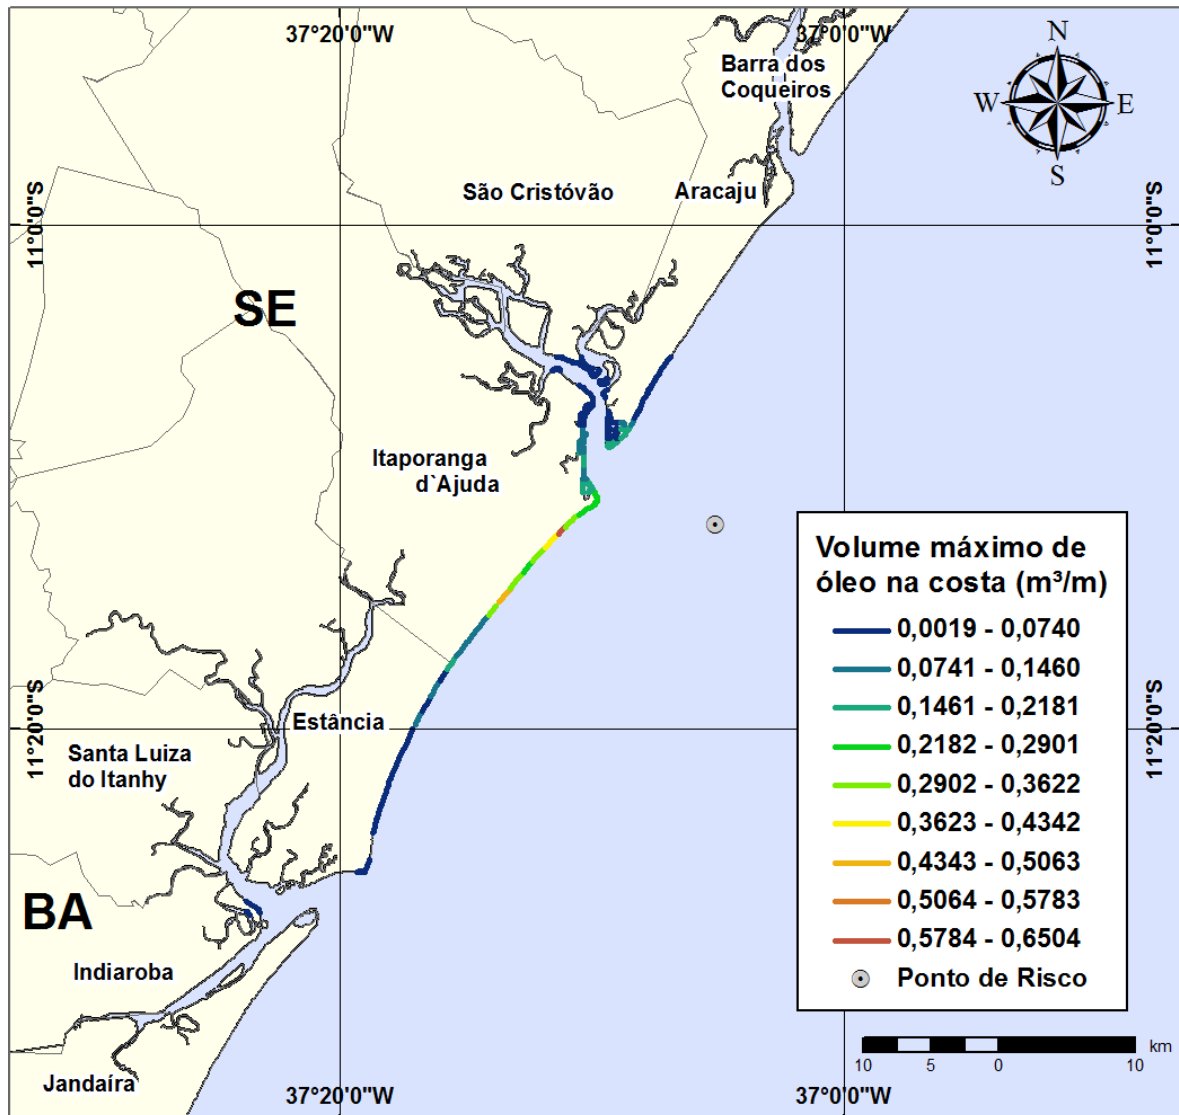 37°20'0"W
37°0'0"W
Barra dos
Coqueiros
N
W
E
S
São Cristóvão
Aracaju
11°0'0"S
11°0'0"S
SE
Itaporanga
d`Ajuda
Volume máximo de
óleo na costa (m³/m)
0,0019 - 0,0740
0,0741 - 0,1460
0,1461 - 0,2181
0,2182 - 0,2901
0,2902 - 0,3622
0,3623 - 0,4342
0,4343 - 0,5063
0,5064 - 0,5783
0,5784 - 0,6504
Ponto de Risco
Estância
11°20'0"S
11°20'0"S
Santa Luiza
do Itanhy
BA
Indiaroba
Jandaíra
10
5
0
10
km
37°20'0"W
37°0'0"W